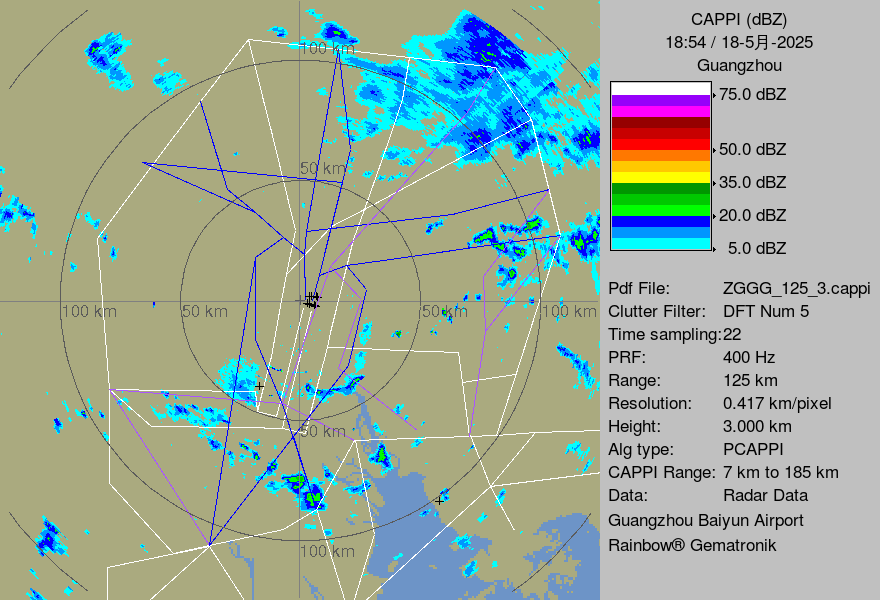 100 km
50 km
100 km
50 km
50 km
100 km
50 km
100 km
CAPPI (dBZ)
18:54 / 18-5月-2025
Guangzhou
75.0 dBZ
50.0 dBZ
35.0 dBZ
20.0 dBZ
5.0 dBZ
Pdf File: ZGGG_125_3.cappi
Clutter Filter: DFT Num 5
Time sampling:22
PRF: 400 Hz
Range: 125 km
Resolution: 0.417 km/pixel
Height: 3.000 km
Alg type: PCAPPI
CAPPI Range: 7 km to 185 km
Data: Radar Data
Guangzhou Baiyun Airport
Rainbow® Gematronik